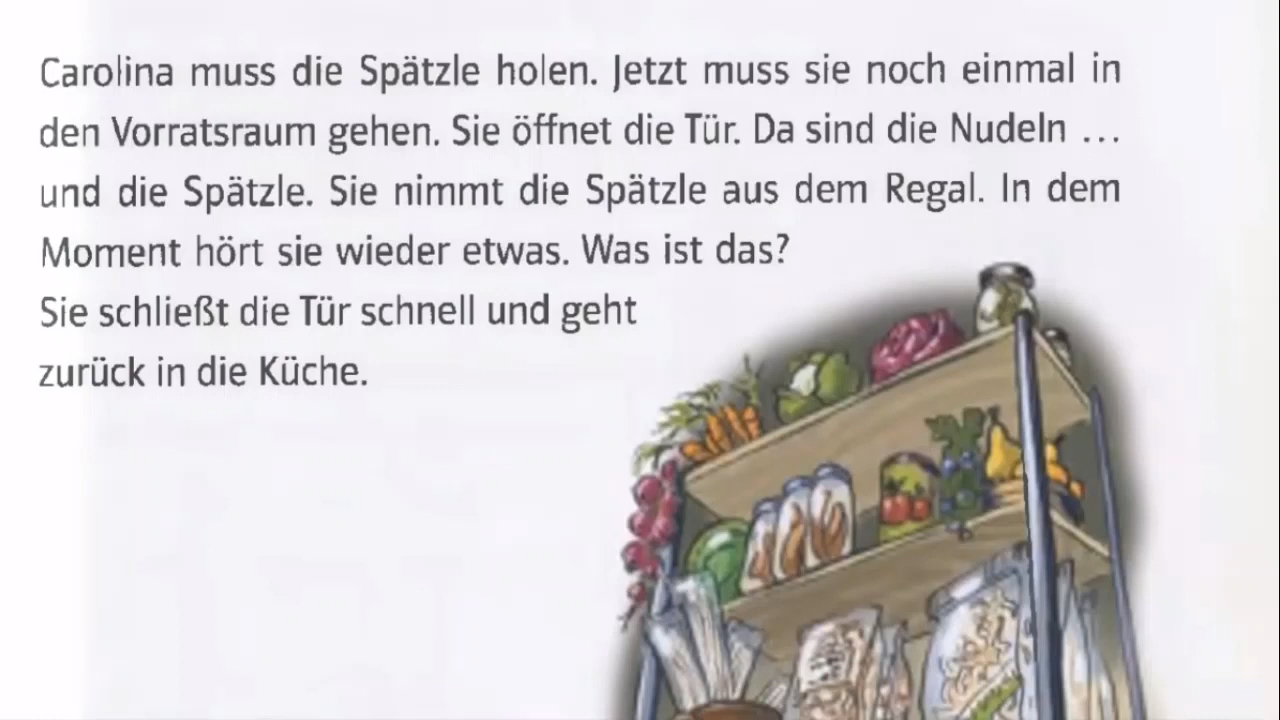 Carolina muss die Spätzle holen. Jetzt muss sie noch einmal in
den Vorratsraum gehen. Sie öffnet die Tür. Da sind die Nudeln …
und die Spätzle. Sie nimmt die Spätzle aus dem Regal. In dem
Moment hört sie wieder etwas. Was ist das?
Sie schließt die Tür schnell und geht
zurück in die Küche.